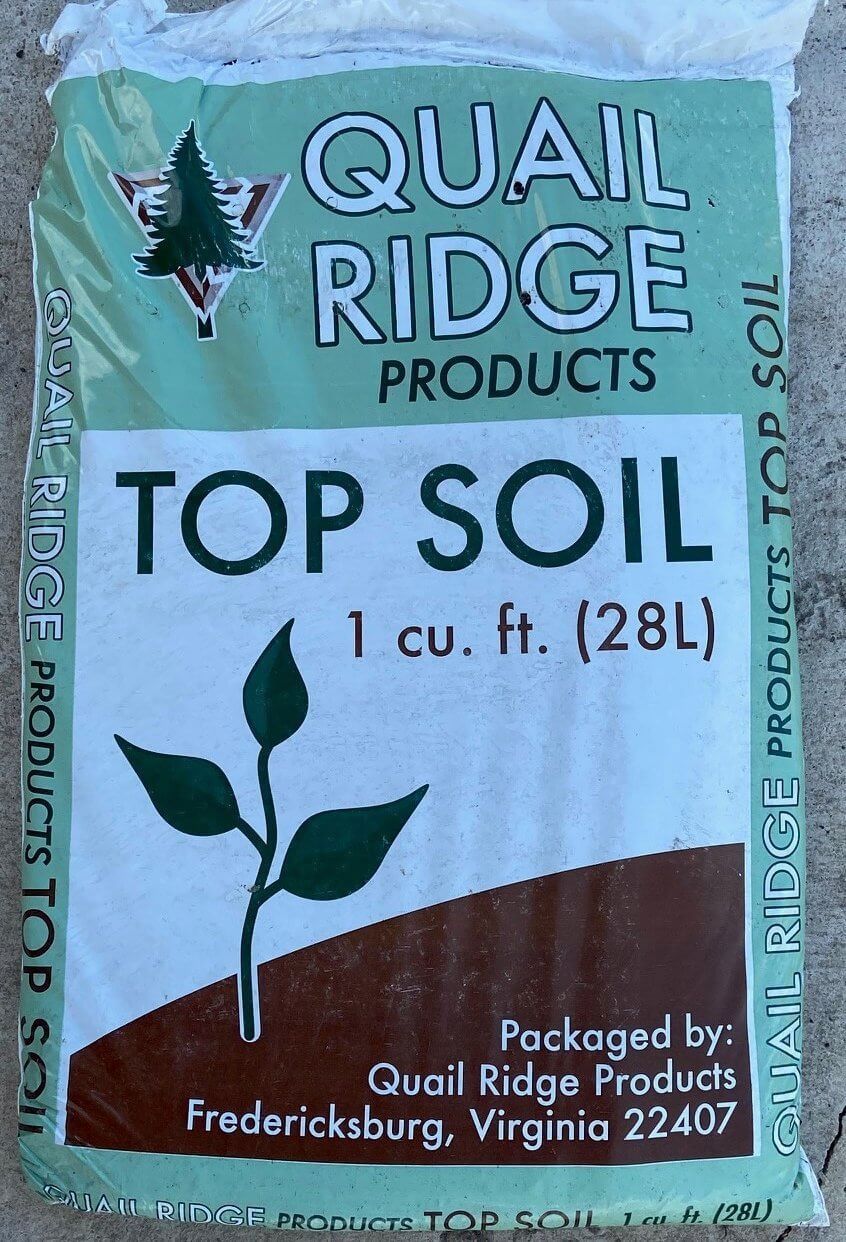 QUAIL
RIDGE
PRODUCTS
TOP SOIL
1 cu. ft. (28L)
Packaged by:
Quail Ridge Products
Fredericksburg, Virginia 22407
QUAIL RIDGE PRODUCTS TOP SOIL
QUAIL RIDGE PRODUCTS TOP SOIL
QUAIL RIDGE PRODUCTS TOP SOIL 1 cu. ft. (28L)